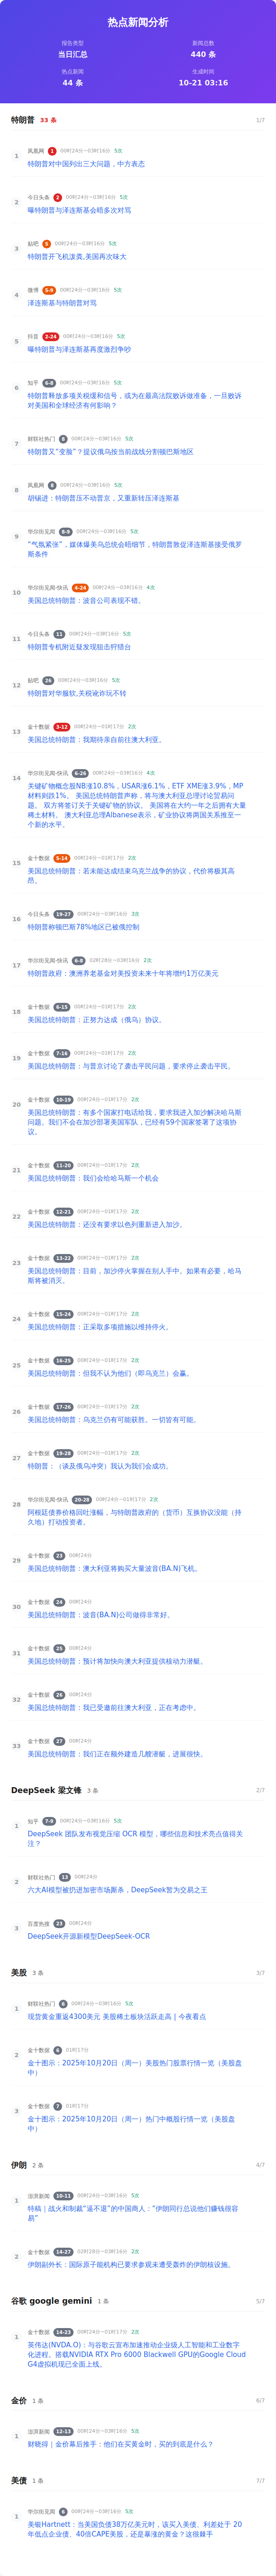 热点新闻分析
报告类型
当日汇总
新闻总数
440 条
热点新闻
44 条
生成时间
10-21 03:16
特朗普 33 条 1/7
1 凤凰网 1 00时24分~03时16分 5次
特朗普对中国列出三大问题，中方表态
2 今日头条 2 00时24分~03时16分 5次
曝特朗普与泽连斯基会晤多次对骂
3 贴吧 5 00时24分~03时16分 5次
特朗普开飞机泼粪,美国再次味大
4 微博 5-9 00时24分~03时16分 5次
泽连斯基与特朗普对骂
5 抖音 2-24 00时24分~03时16分 5次
曝特朗普与泽连斯基再度激烈争吵
6 知乎 6-8 00时24分~03时16分 5次
特朗普释放多项关税缓和信号，或为在最高法院败诉做准备，一旦败诉
对美国和全球经济有何影响？
7 财联社热门 8 00时24分~03时16分 5次
特朗普又“变脸”？提议俄乌按当前战线分割顿巴斯地区
8 凤凰网 8 00时24分~03时16分 5次
胡锡进：特朗普压不动普京，又重新转压泽连斯基
9 华尔街见闻 8-9 00时24分~03时16分 5次
“气氛紧张”，媒体爆美乌总统会晤细节，特朗普敦促泽连斯基接受俄罗
斯条件
10 华尔街见闻-快讯 4-24 00时24分~03时16分 4次
美国总统特朗普：波音公司表现不错。
11 今日头条 11 00时24分~03时16分 5次
特朗普专机附近疑发现狙击狩猎台
12 贴吧 26 00时24分~03时16分 5次
特朗普对华服软,关税讹诈玩不转
13 金十数据 3-12 00时24分~01时17分 2次
美国总统特朗普：我期待亲自前往澳大利亚。
14 华尔街见闻-快讯 6-26 00时24分~03时16分 4次
关键矿物概念股NB涨10.8%，USAR涨6.1%，ETF XME涨3.9%，MP
材料则跌1%。 美国总统特朗普声称，将与澳大利亚总理讨论贸易问
题。 双方将签订关于关键矿物的协议。 美国将在大约一年之后拥有大量
稀土材料。 澳大利亚总理Albanese表示，矿业协议将两国关系推至一
个新的水平。
15 金十数据 5-14 00时24分~01时17分 2次
美国总统特朗普：若未能达成结束乌克兰战争的协议，代价将极其高
昂。
16 今日头条 19-27 00时24分~03时16分 3次
特朗普称顿巴斯78%地区已被俄控制
17 华尔街见闻-快讯 6-8 02时28分~03时16分 2次
特朗普政府：澳洲养老基金对美投资未来十年将增约1万亿美元
18 金十数据 6-15 00时24分~01时17分 2次
美国总统特朗普：正努力达成（俄乌）协议。
19 金十数据 7-16 00时24分~01时17分 2次
美国总统特朗普：与普京讨论了袭击平民问题，要求停止袭击平民。
20 金十数据 10-19 00时24分~01时17分 2次
美国总统特朗普：有多个国家打电话给我，要求我进入加沙解决哈马斯
问题。我们不会在加沙部署美国军队，已经有59个国家签署了这项协
议。
21 金十数据 11-20 00时24分~01时17分 2次
美国总统特朗普：我们会给哈马斯一个机会
22 金十数据 12-21 00时24分~01时17分 2次
美国总统特朗普：还没有要求以色列重新进入加沙。
23 金十数据 13-22 00时24分~01时17分 2次
美国总统特朗普：目前，加沙停火掌握在别人手中。如果有必要，哈马
斯将被消灭。
24 金十数据 15-24 00时24分~01时17分 2次
美国总统特朗普：正采取多项措施以维持停火。
25 金十数据 16-25 00时24分~01时17分 2次
美国总统特朗普：但我不认为他们（即乌克兰）会赢。
26 金十数据 17-26 00时24分~01时17分 2次
美国总统特朗普：乌克兰仍有可能获胜。一切皆有可能。
27 金十数据 19-28 00时24分~01时17分 2次
特朗普：（谈及俄乌冲突）我认为我们会成功。
28 华尔街见闻-快讯 20-28 00时24分~01时17分 2次
阿根廷债券价格回吐涨幅，与特朗普政府的（货币）互换协议没能（持
久地）打动投资者。
29 金十数据 23 00时24分
美国总统特朗普：澳大利亚将购买大量波音(BA.N)飞机。
30 金十数据 24 00时24分
美国总统特朗普：波音(BA.N)公司做得非常好。
31 金十数据 25 00时24分
美国总统特朗普：预计将加快向澳大利亚提供核动力潜艇。
32 金十数据 26 00时24分
美国总统特朗普：我已受邀前往澳大利亚，正在考虑中。
33 金十数据 27 00时24分
美国总统特朗普：我们正在额外建造几艘潜艇，进展很快。
DeepSeek 梁文锋 3 条 2/7
1 知乎 7-9 00时24分~03时16分 5次
DeepSeek 团队发布视觉压缩 OCR 模型，哪些信息和技术亮点值得关
注？
2 财联社热门 13 00时24分
六大AI模型被扔进加密市场厮杀，DeepSeek暂为交易之王
3 百度热搜 23 00时24分
DeepSeek开源新模型DeepSeek-OCR
美股 3 条 3/7
1 财联社热门 6 00时24分~03时16分 5次
现货黄金重返4300美元 美股稀土板块活跃走高 | 今夜看点
2 金十数据 6 01时17分
金十图示：2025年10月20日（周一）美股热门股票行情一览（美股盘
中）
3 金十数据 7 01时17分
金十图示：2025年10月20日（周一）热门中概股行情一览（美股盘
中）
伊朗 2 条 4/7
1 澎湃新闻 10-11 00时24分~03时16分 5次
特稿｜战火和制裁“逼不退”的中国商人：“伊朗同行总说他们赚钱很容
易”
2 金十数据 14-27 02时28分~03时16分 2次
伊朗副外长：国际原子能机构已要求参观未遭受轰炸的伊朗核设施。
谷歌 google gemini 1 条 5/7
1 金十数据 14-23 00时24分~01时17分 2次
英伟达(NVDA.O)：与谷歌云宣布加速推动企业级人工智能和工业数字
化进程。搭载NVIDIA RTX Pro 6000 Blackwell GPU的Google Cloud
G4虚拟机现已全面上线。
金价 1 条 6/7
1 澎湃新闻 12-13 00时24分~03时16分 5次
财晓得｜金价幕后推手：他们在买黄金时，买的到底是什么？
美债 1 条 7/7
1 华尔街见闻 6 00时24分~03时16分 5次
美银Hartnett：当美国负债38万亿美元时，该买入美债、利差处于 20
年低点企业债、40倍CAPE美股，还是暴涨的黄金？这很棘手